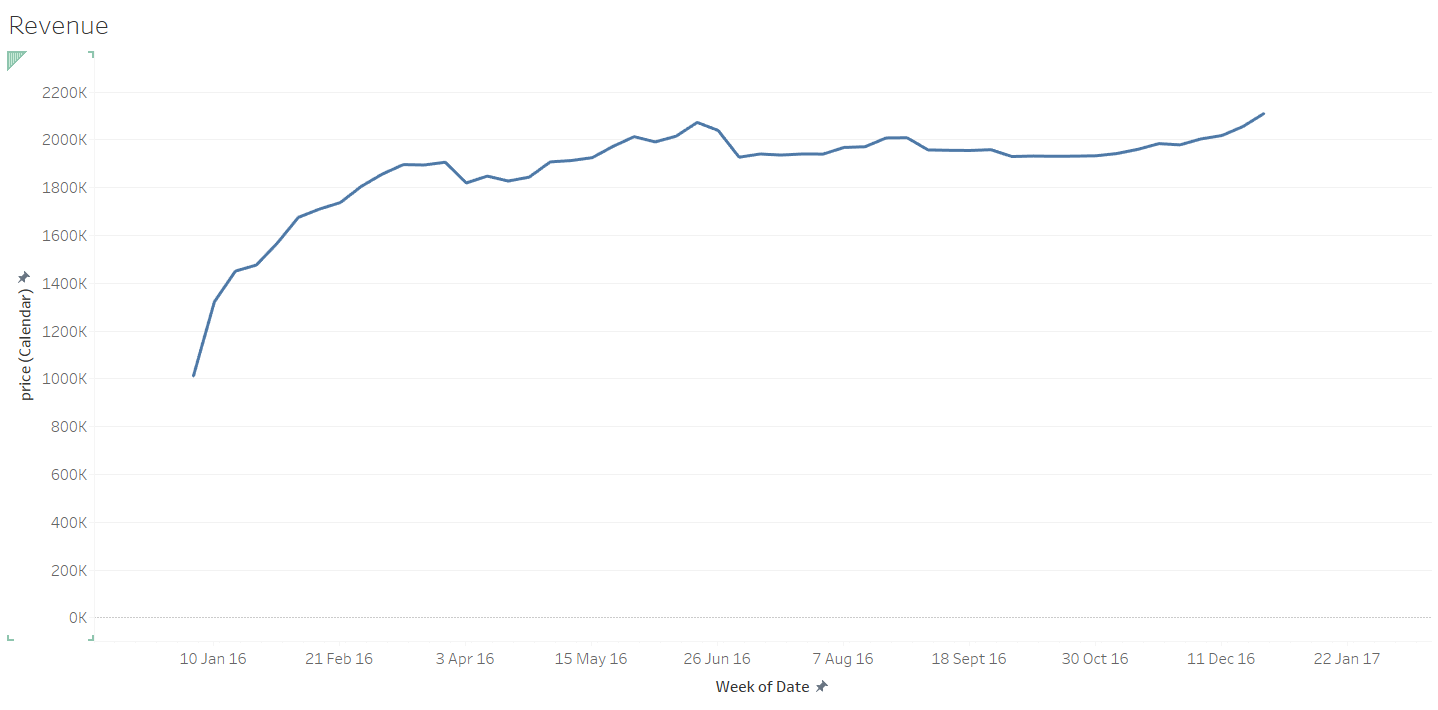 Revenue
2200K
2000K
1800K
1600K
1400K
1200K
1000K
800K
600K
400K
200K
0K
price (Calendar)
10 Jan 16 21 Feb 16 3 Apr 16 15 May 16 26 Jun 16 7 Aug 16 18 Sept 16 30 Oct 16 11 Dec 16 22 Jan 17
Week of Date